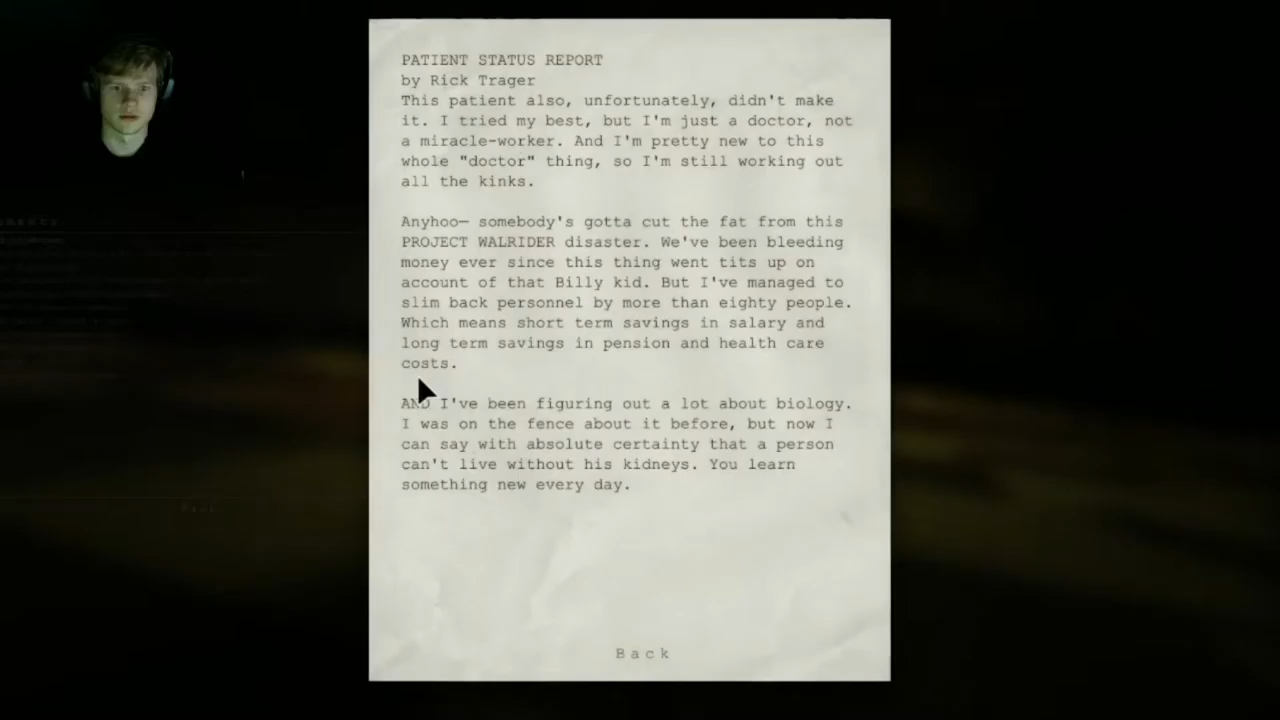 PATIENT STATUS REPORT
by Rick Trager
This patient also, unfortunately, didn't make
it. I tried my best, but I'm just a doctor, not
a miracle-worker. And I'm pretty new to this
whole "doctor" thing, so I'm still working out
all the kinks.
Anyhoo— somebody's gotta cut the fat from this
PROJECT WALRIDER disaster. We've been bleeding
money ever since this thing went tits up on
account of that Billy kid. But I've managed to
slim back personnel by more than eighty people.
Which means short term savings in salary and
long term savings in pension and health care
costs.
AND I've been figuring out a lot about biology.
I was on the fence about it before, but now I
can say with absolute certainty that a person
can't live without his kidneys. You learn
something new every day.
Back